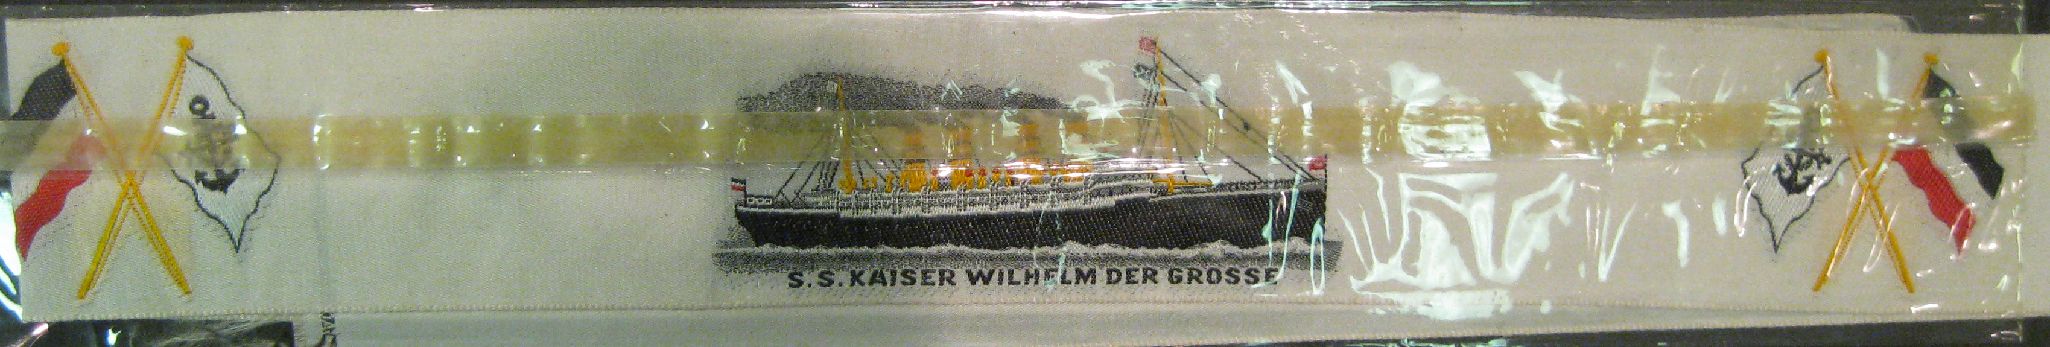 S.S. KAISER WILHELM DER GROSSE